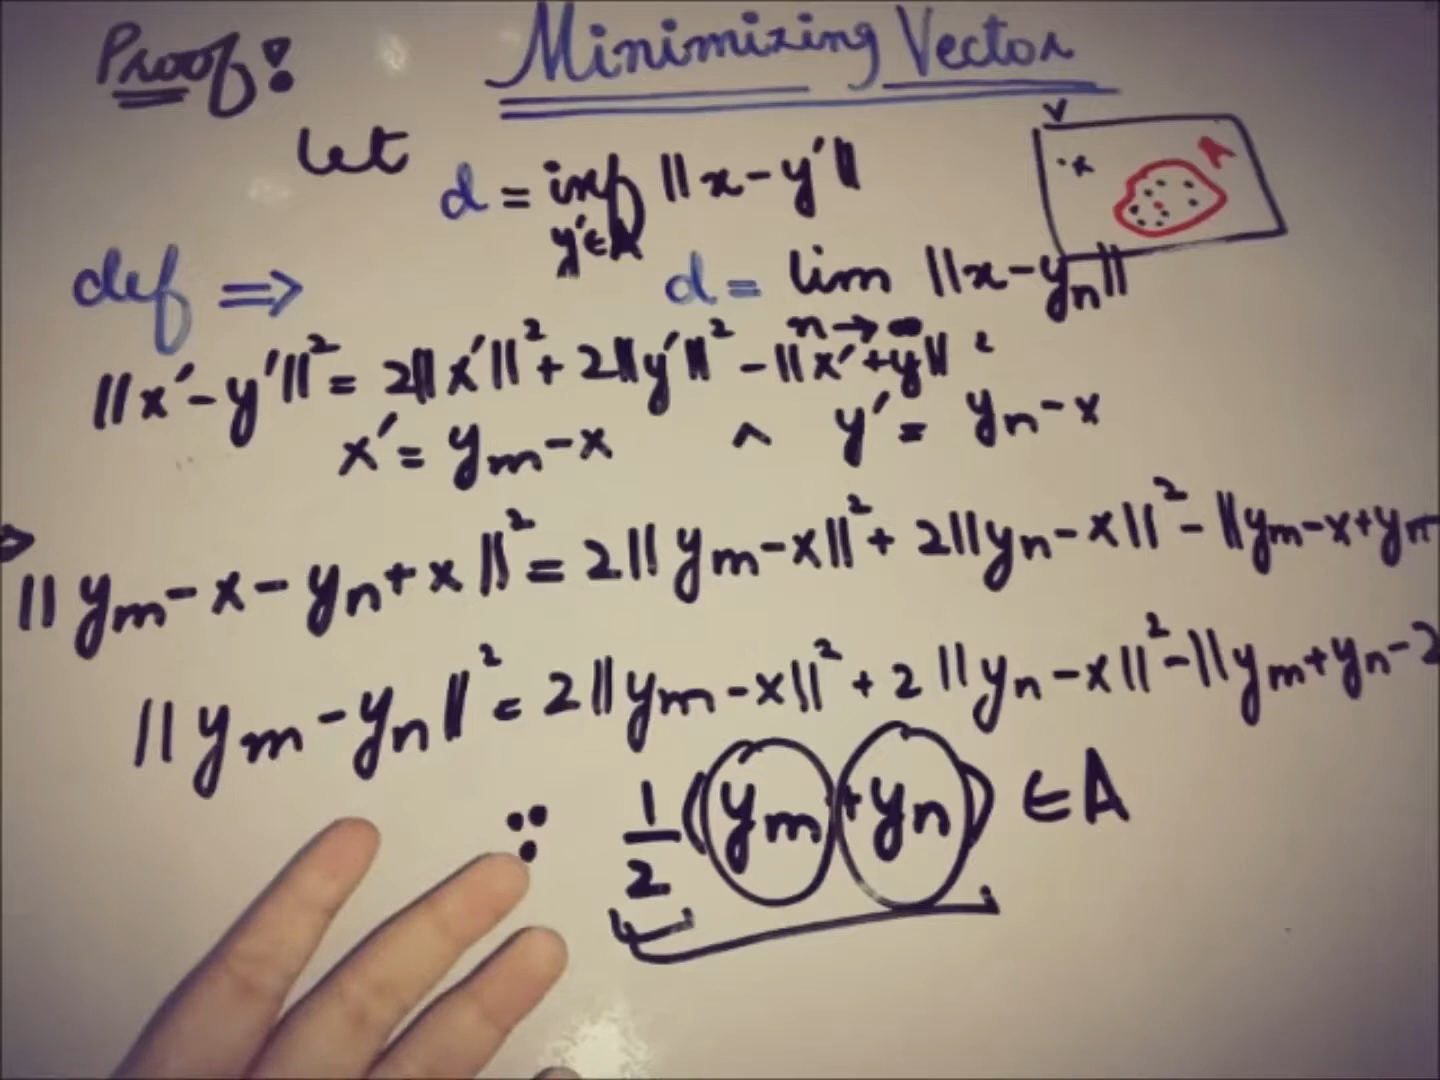 Proof: Minimizing Vector
V
Let d = inf ||x-y'||
y'∈A
·x A
def ⇒ d = lim ||x-yₙ||
n→∞
||x'-y'||² = 2||x'||² + 2||y'||² - ||x'+y||²
x' = yₘ-x ^ y' = yₙ-x
||yₘ-x-yₙ+x||² = 2||yₘ-x||² + 2||yₙ-x||² - ||yₘ-x+yₙ-
||yₘ-yₙ||² = 2||yₘ-x||² + 2||yₙ-x||² - ||yₘ+yₙ-2
∵ 1/2 (yₘ+yₙ) ∈ A